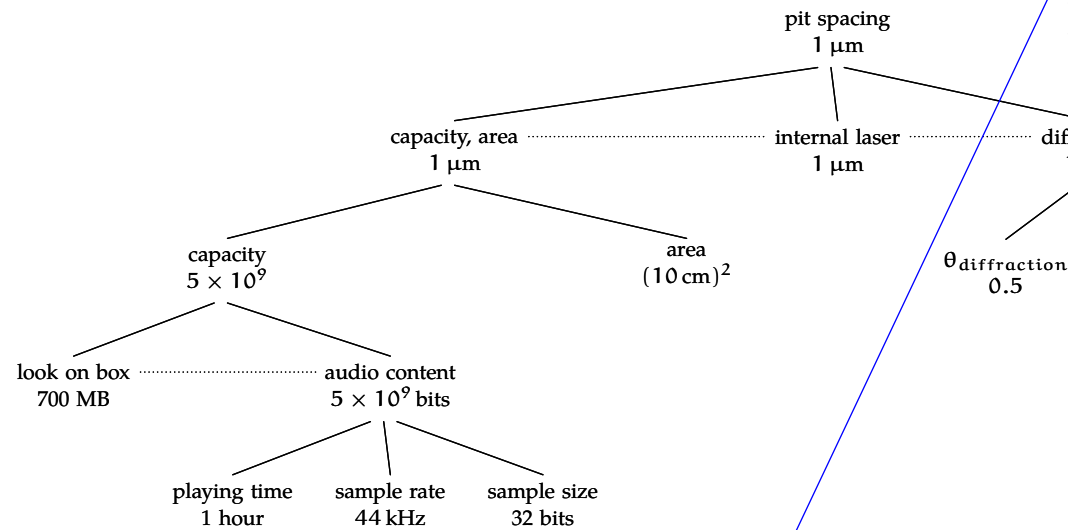 pit spacing
1 μm
capacity, area
1 μm
internal laser
1 μm
capacity
5 × 10⁹
area
(10 cm)²
θdiffraction
0.5
look on box
700 MB
audio content
5 × 10⁹ bits
playing time
1 hour
sample rate
44 kHz
sample size
32 bits